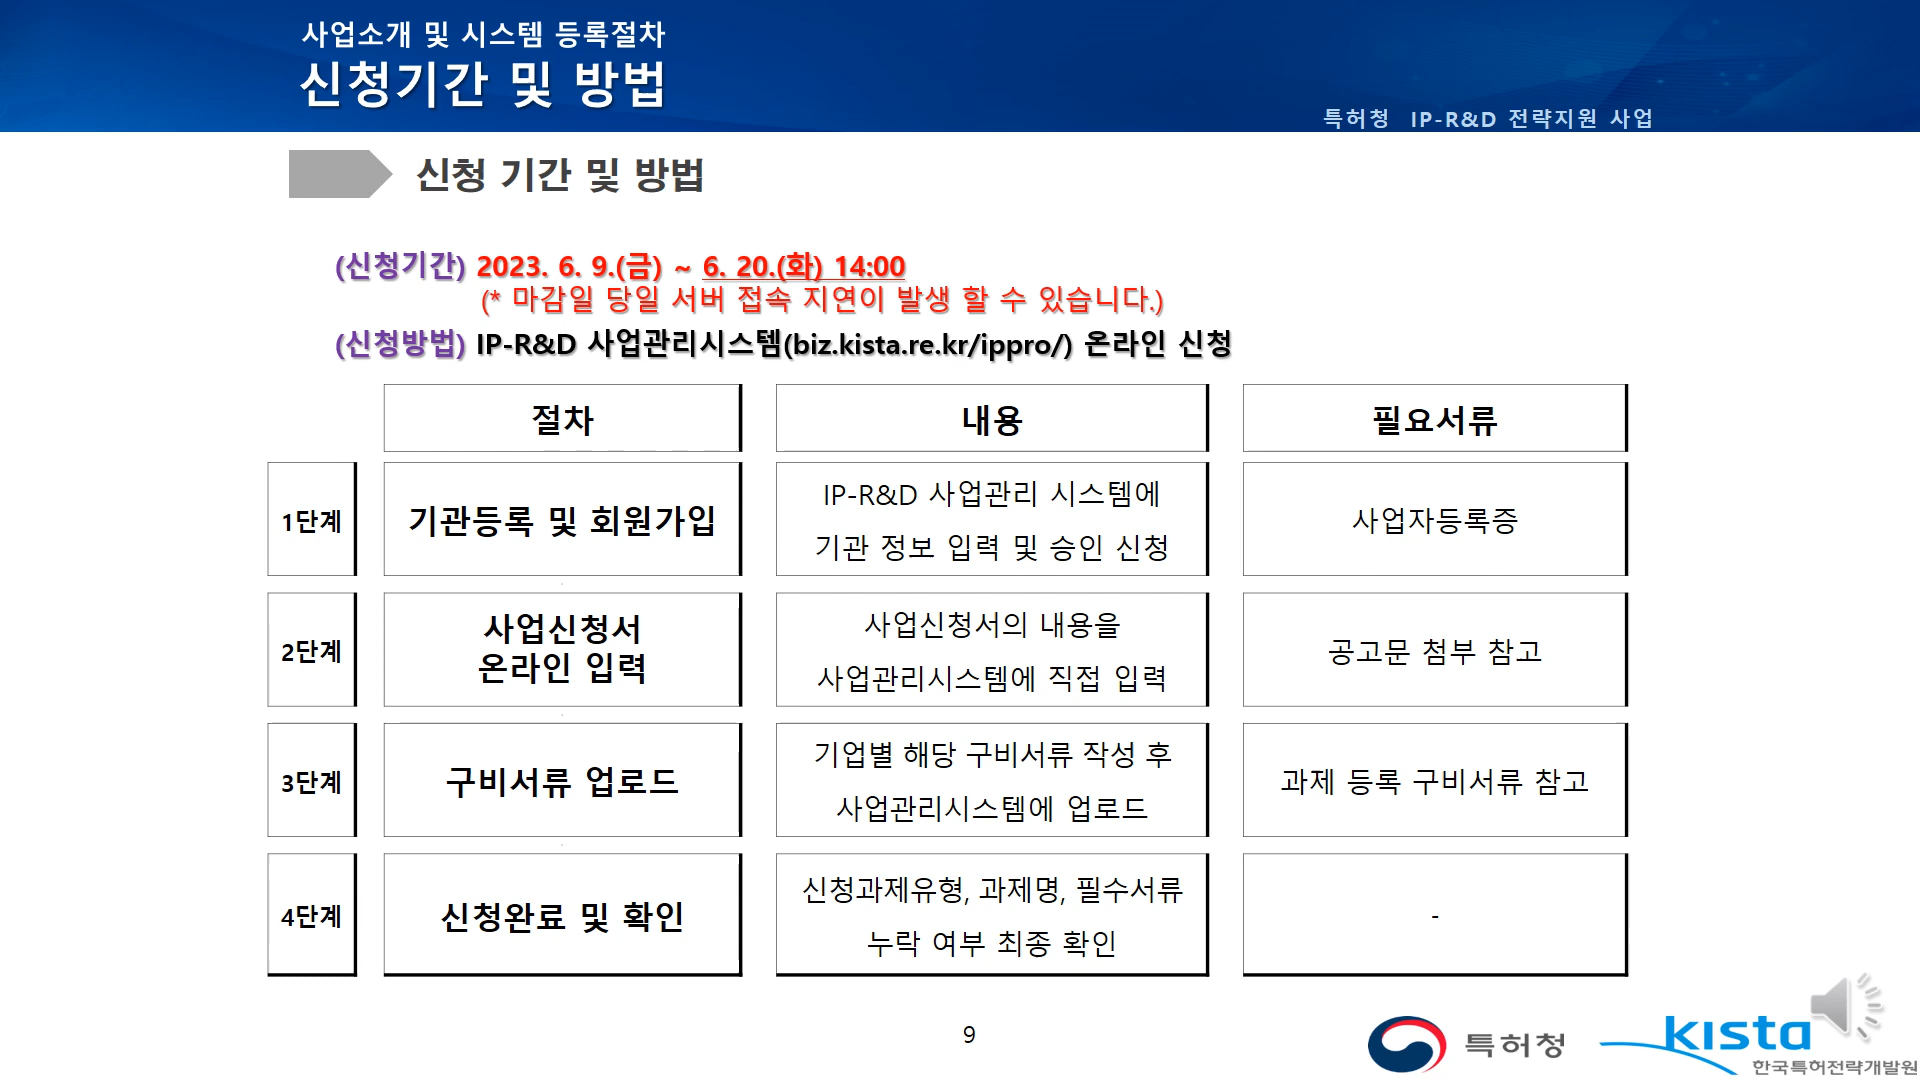 사업소개 및 시스템 등록절차
신청기간 및 방법
특허청 IP-R&D 전략지원 사업
신청 기간 및 방법
(신청기간) 2023. 6. 9.(금) ~ 6. 20.(화) 14:00
(* 마감일 당일 서버 접속 지연이 발생 할 수 있습니다.)
(신청방법) IP-R&D 사업관리시스템(biz.kista.re.kr/ippro/) 온라인 신청
절차
내용
필요서류
1단계
기관등록 및 회원가입
IP-R&D 사업관리 시스템에
기관 정보 입력 및 승인 신청
사업자등록증
2단계
사업신청서
온라인 입력
사업신청서의 내용을
사업관리시스템에 직접 입력
공고문 첨부 참고
3단계
구비서류 업로드
기업별 해당 구비서류 작성 후
사업관리시스템에 업로드
과제 등록 구비서류 참고
4단계
신청완료 및 확인
신청과제유형, 과제명, 필수서류
누락 여부 최종 확인
-
9
특허청
kista
한국특허전략개발원